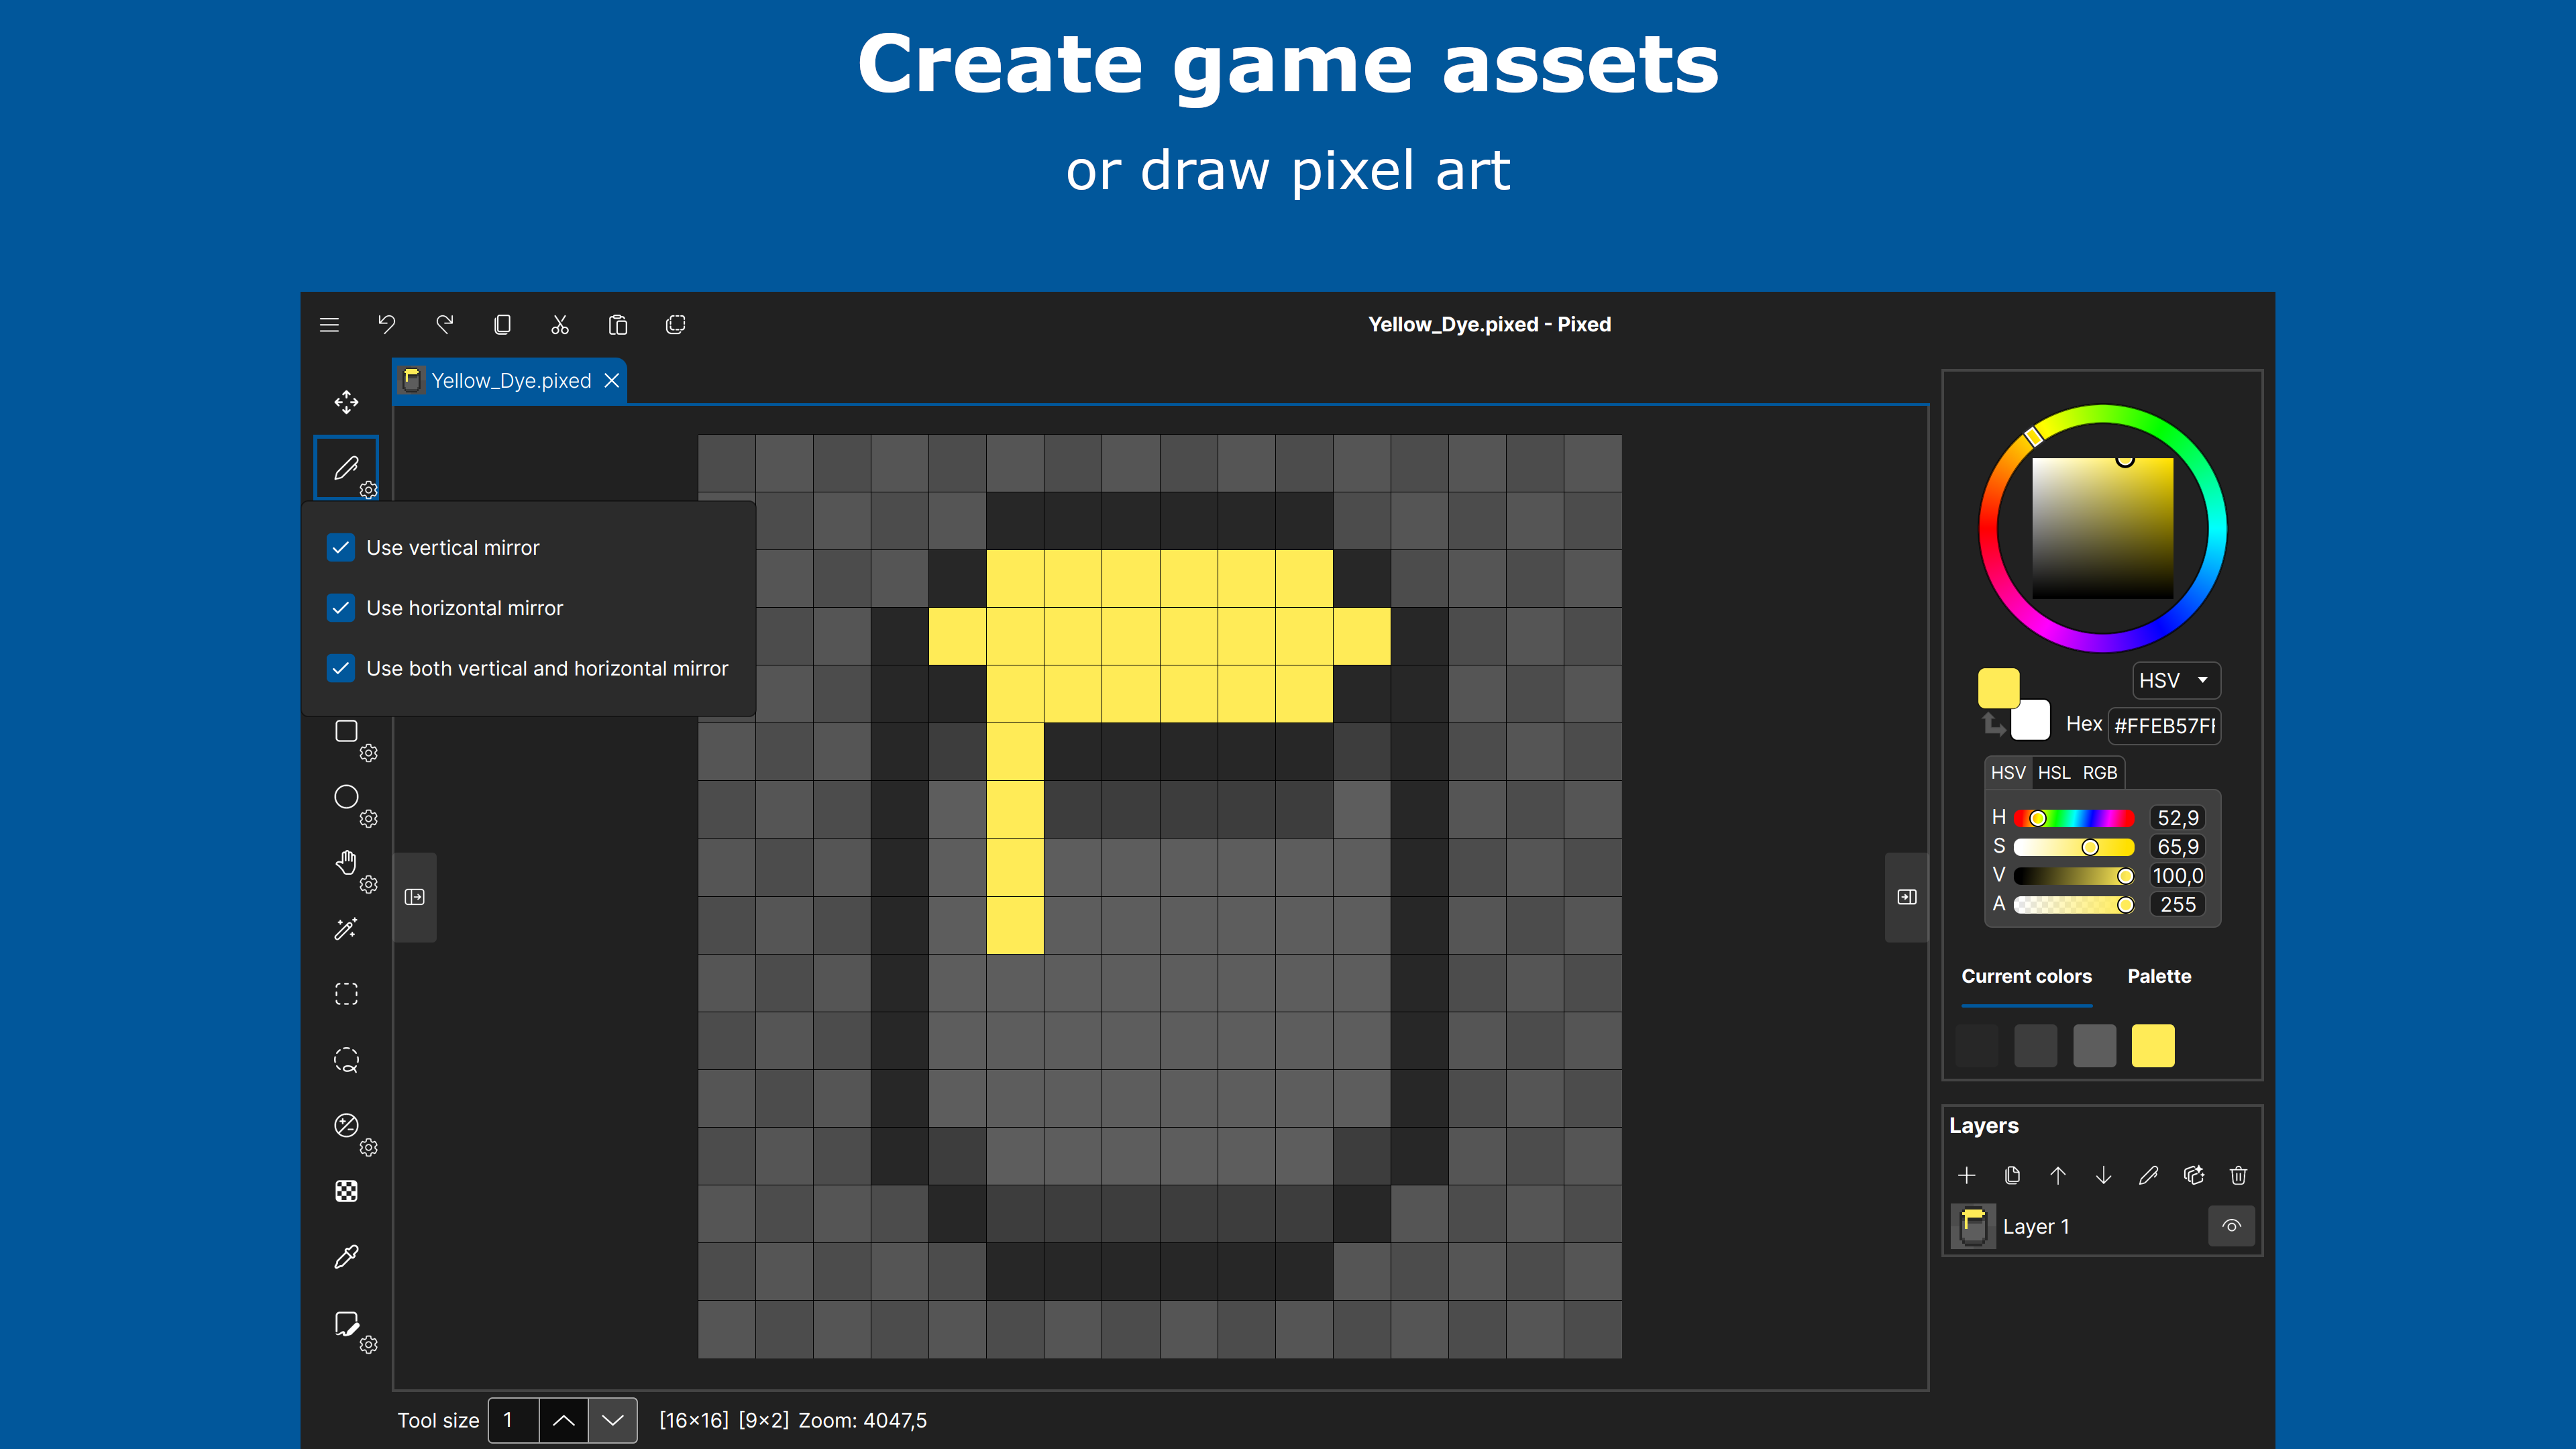 Create game assets
or draw pixel art
Yellow_Dye.pixed - Pixed
Yellow_Dye.pixed
Use vertical mirror
Use horizontal mirror
Use both vertical and horizontal mirror
HSV
Hex #FFEB57FF
HSV HSL RGB
H 52,9
S 65,9
V 100,0
A 255
Current colors Palette
Layers
Layer 1
Tool size 1 [16×16] [9×2] Zoom: 4047,5